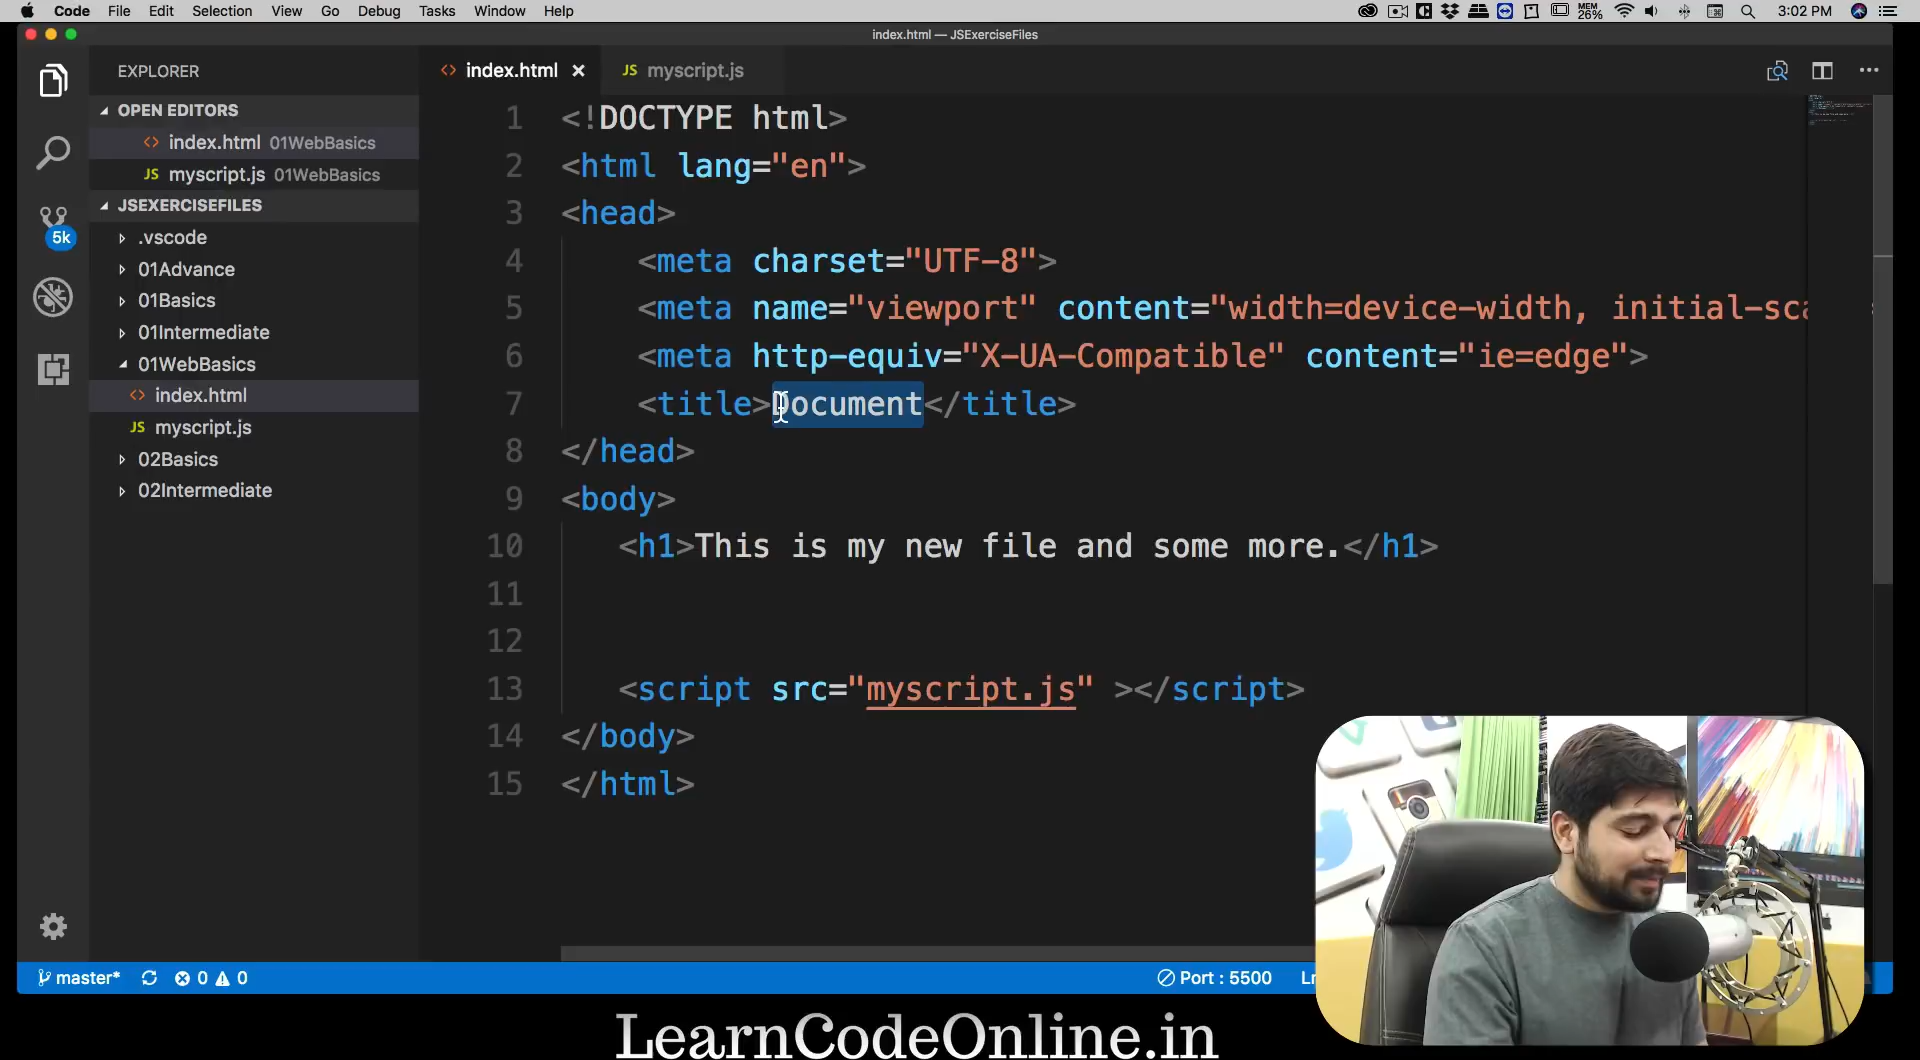 Code File Edit Selection View Go Debug Tasks Window Help MEM 26% 3:02 PM
index.html — JSExerciseFiles
EXPLORER
OPEN EDITORS
index.html 01WebBasics
myscript.js 01WebBasics
JSEXERCISEFILES
.vscode
01Advance
01Basics
01Intermediate
01WebBasics
index.html
JS myscript.js
02Basics
02Intermediate
5k
index.html JS myscript.js
1 <!DOCTYPE html>
2 <html lang="en">
3 <head>
4 <meta charset="UTF-8">
5 <meta name="viewport" content="width=device-width, initial-sca
6 <meta http-equiv="X-UA-Compatible" content="ie=edge">
7 <title>Document</title>
8 </head>
9 <body>
10 <h1>This is my new file and some more.</h1>
11
12
13 <script src="myscript.js" ></script>
14 </body>
15 </html>
master* 0 0 Port : 5500 Ln
LearnCodeOnline.in